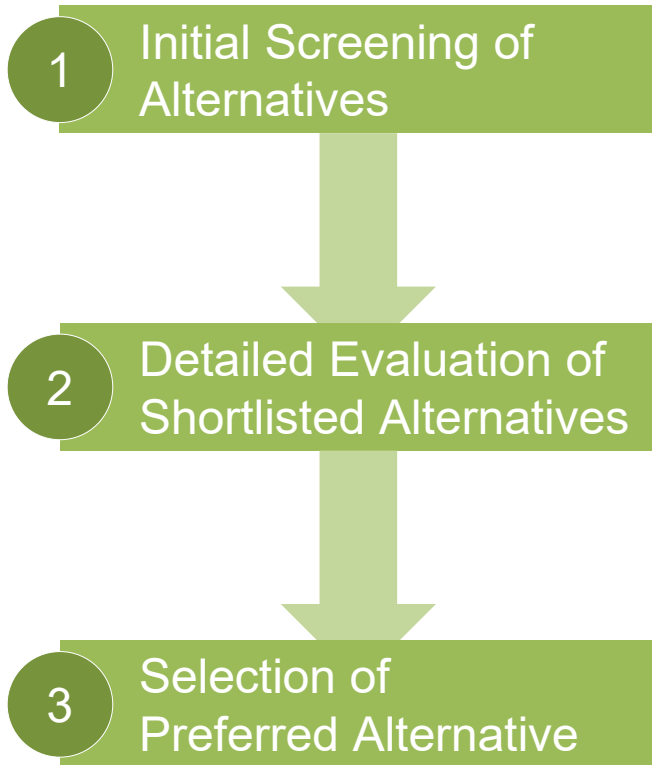 1
Initial Screening of
Alternatives
2
Detailed Evaluation of
Shortlisted Alternatives
3
Selection of
Preferred Alternative